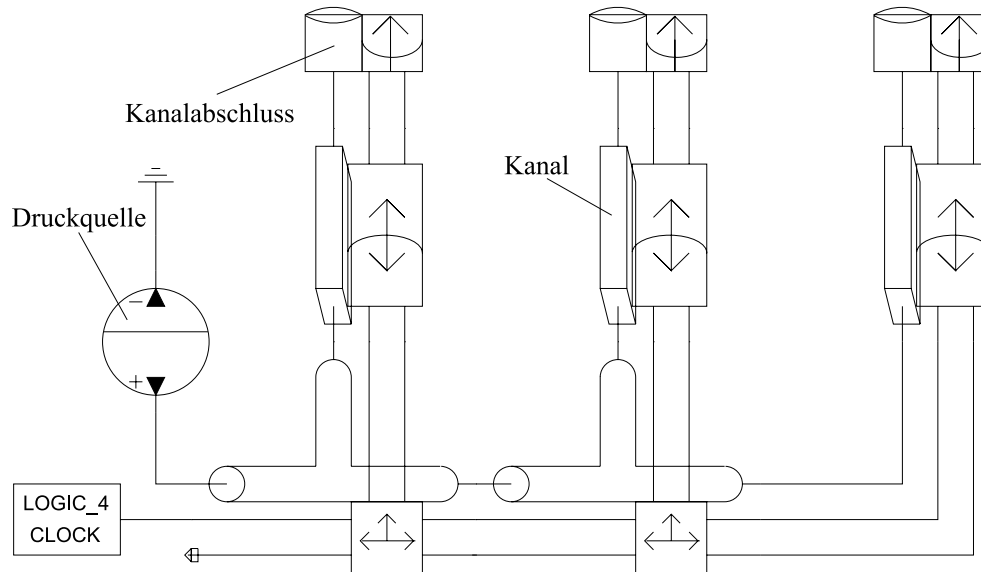 Kanalabschluss
Kanal
Druckquelle
−
+
LOGIC_4
CLOCK